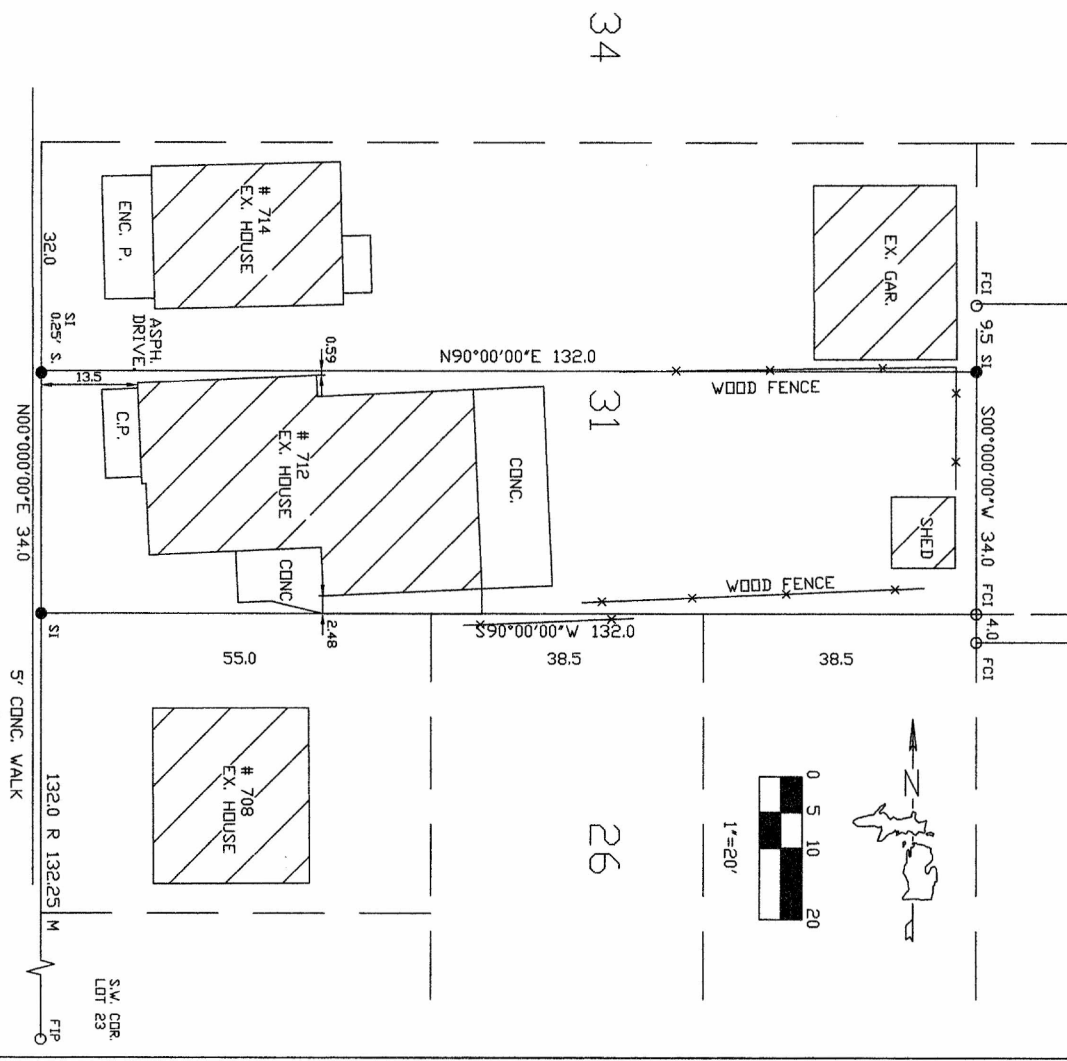 34
FCI
9.5
SI
S00°000'00"W 34.0
FCI
4.0
FCI
EX. GAR.
SHED
# 714
EX. HOUSE
ENC. P.
32.0
SI
0.25' S.
ASPH.
DRIVE.
13.5
0.59
N90°00'00"E 132.0
WOOD FENCE
31
# 712
EX. HOUSE
C.P.
CONC.
CONC
WOOD FENCE
2.48
S90°00'00"W 132.0
55.0
38.5
38.5
N00°000'00"E 34.0
SI
5' CONC. WALK
# 708
EX. HOUSE
26
N
0 5 10 20
1"=20'
132.0 R 132.25 M
S.W. COR.
LOT 23
FIP